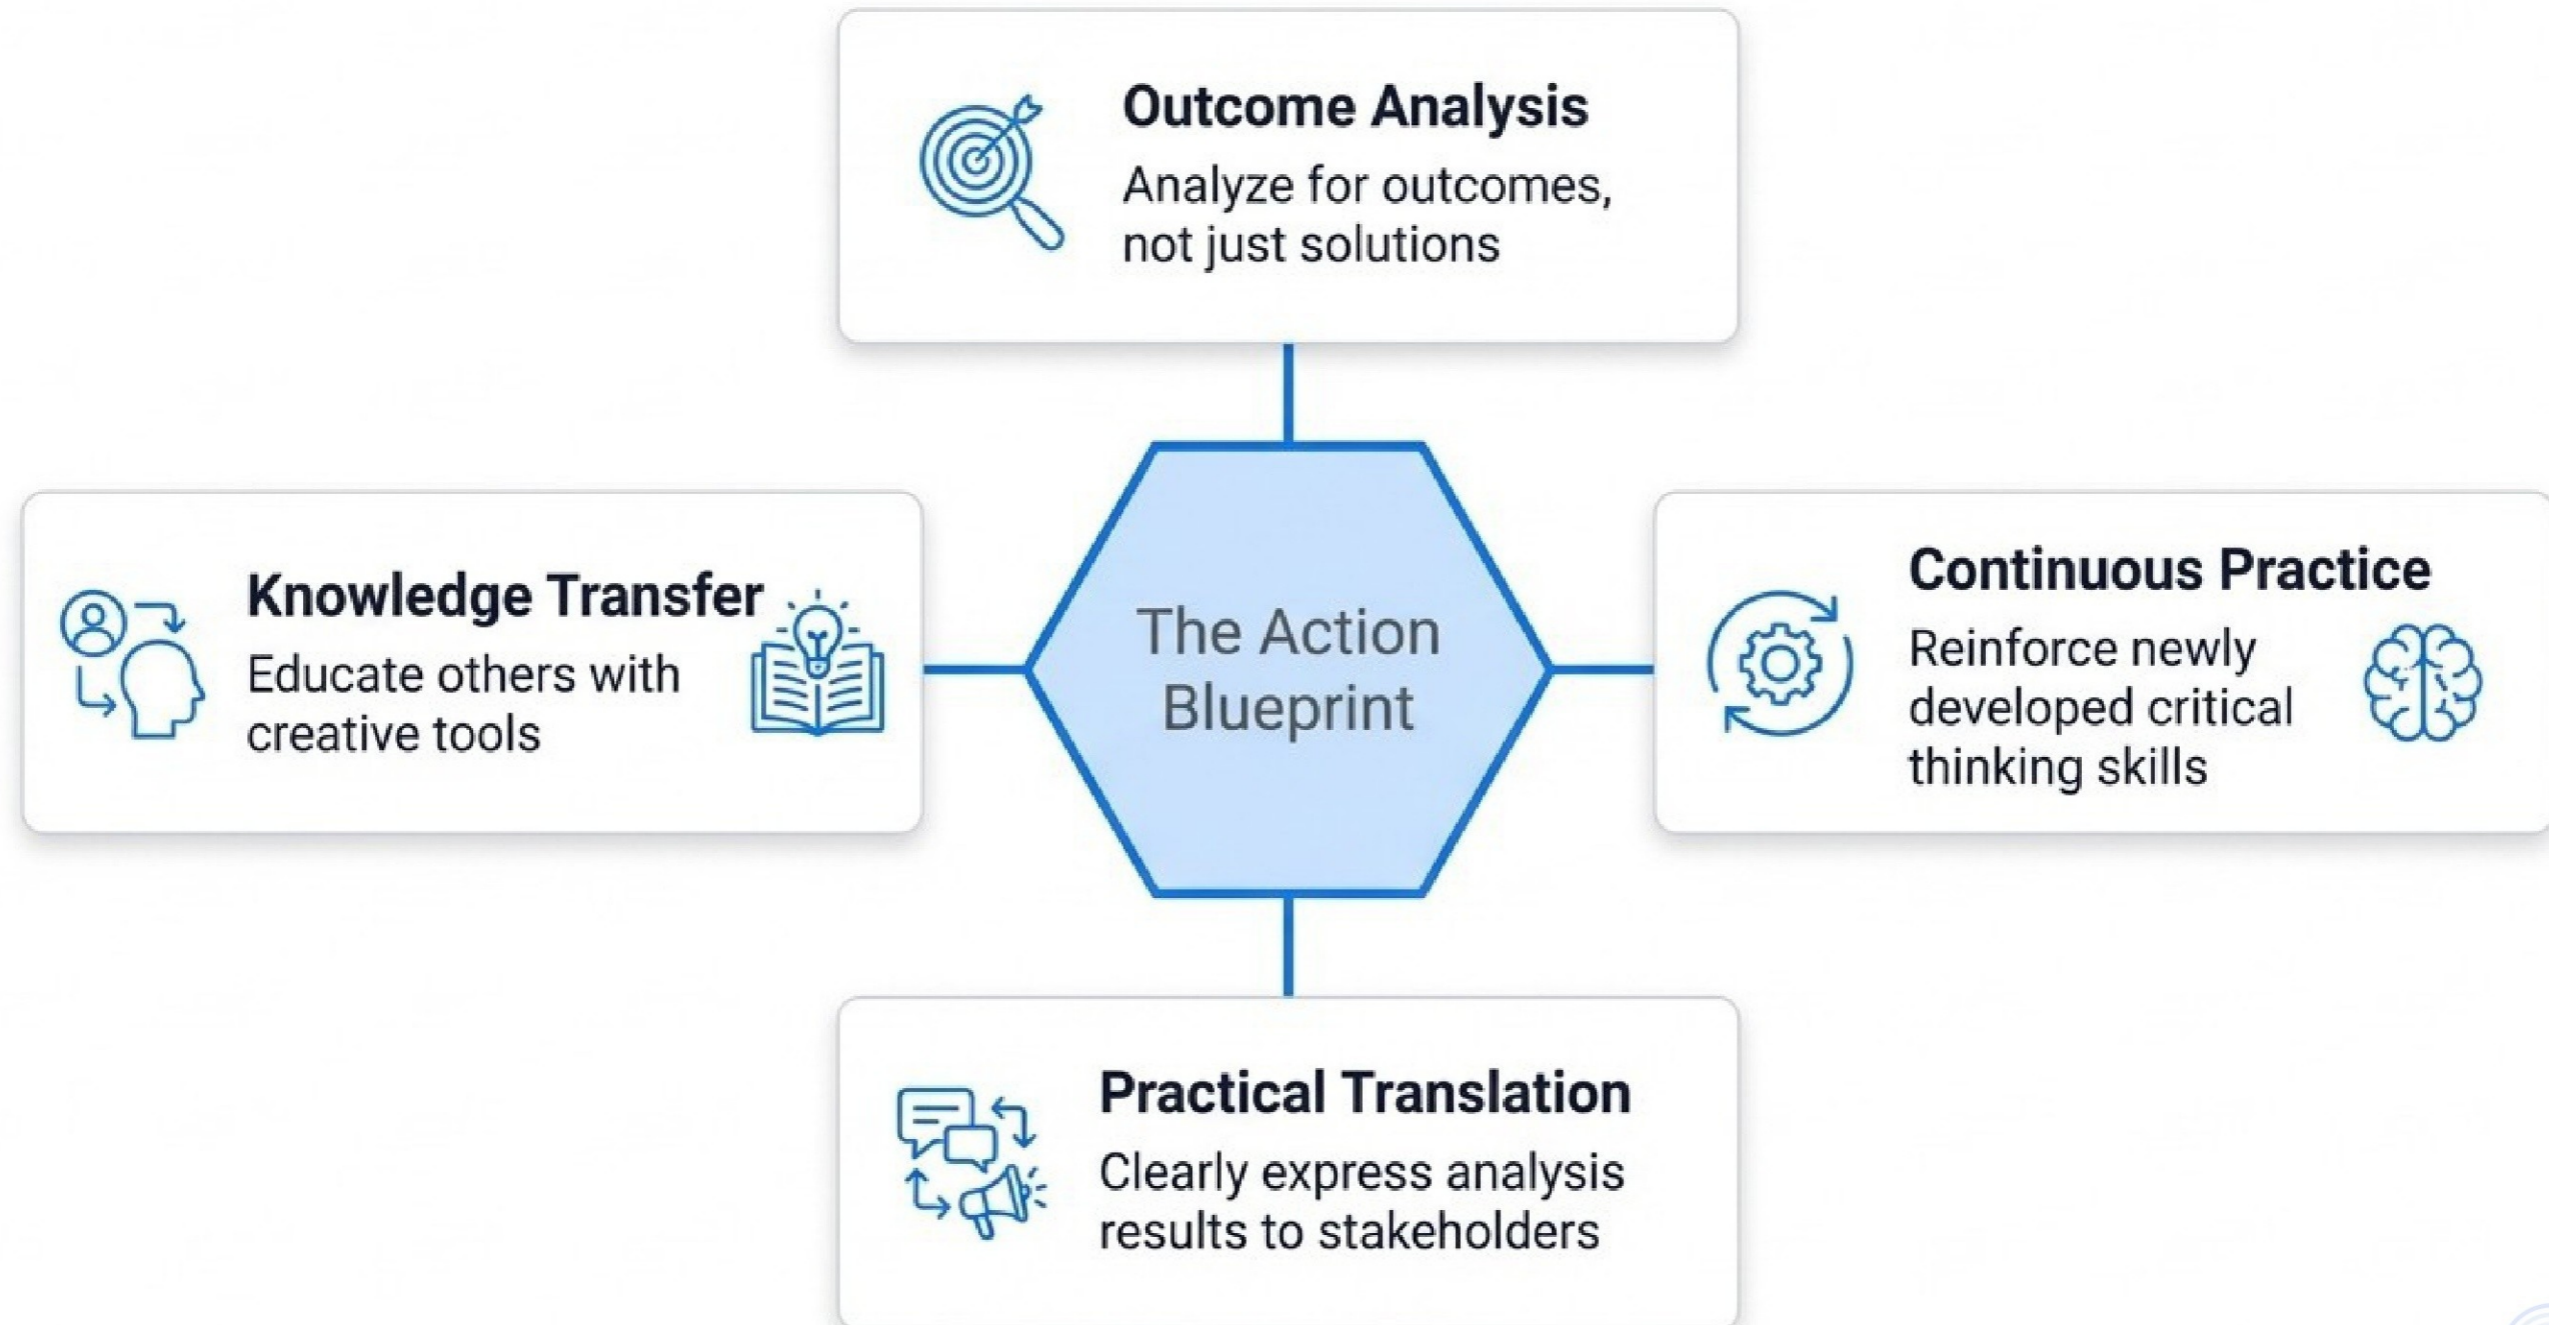 Outcome Analysis
Analyze for outcomes,
not just solutions
Knowledge Transfer
Educate others with
creative tools
The Action
Blueprint
Continuous Practice
Reinforce newly
developed critical
thinking skills
Practical Translation
Clearly express analysis
results to stakeholders